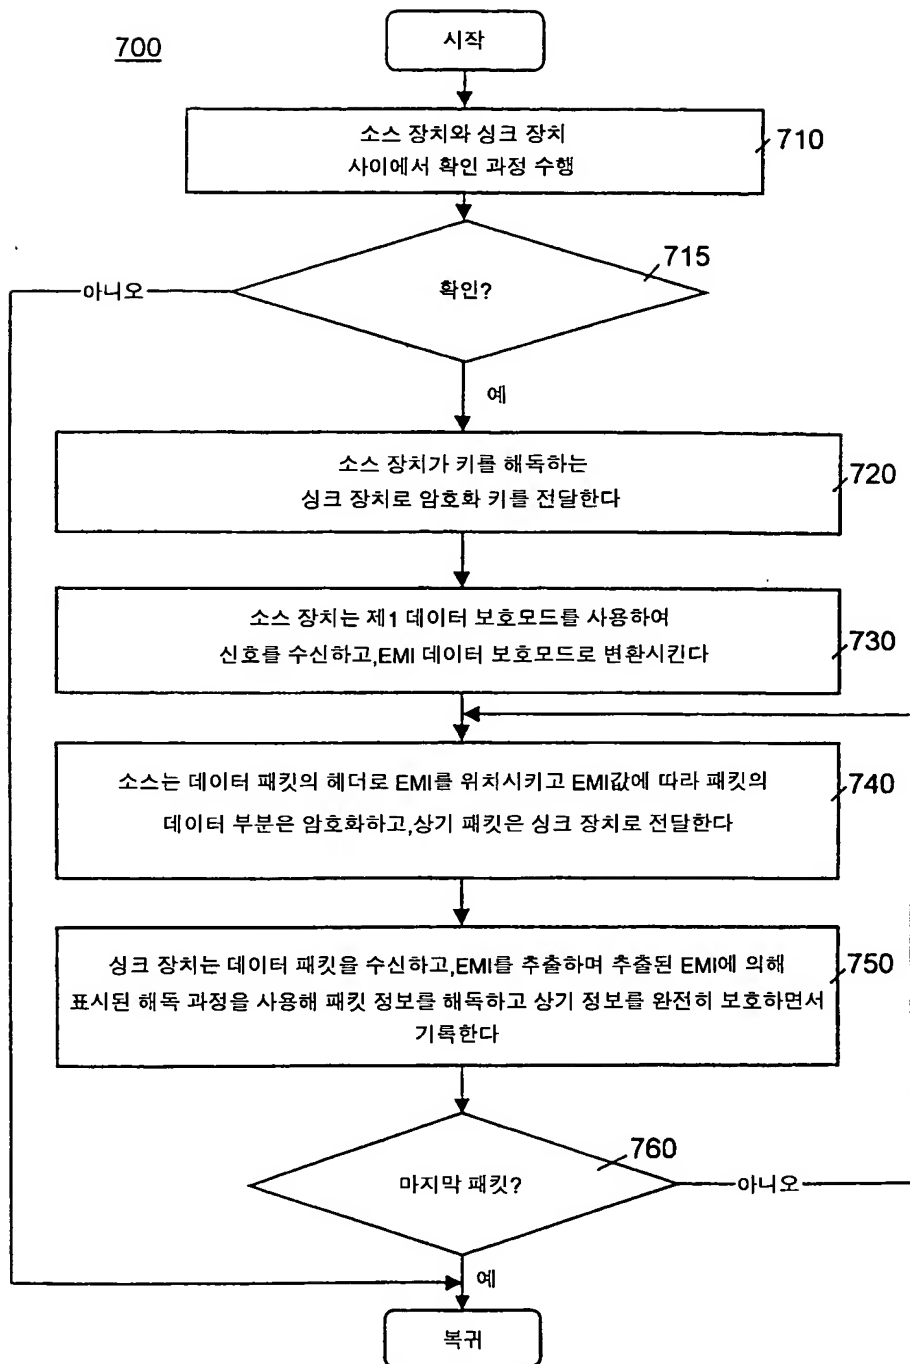 700
시작
소스 장치와 싱크 장치
사이에서 확인 과정 수행
710
확인?
715
아니오
예
소스 장치가 키를 해독하는
싱크 장치로 암호화 키를 전달한다
720
소스 장치는 제1 데이터 보호모드를 사용하여
신호를 수신하고,EMI 데이터 보호모드로 변환시킨다
730
소스는 데이터 패킷의 헤더로 EMI를 위치시키고 EMI값에 따라 패킷의
데이터 부분은 암호화하고,상기 패킷은 싱크 장치로 전달한다
740
싱크 장치는 데이터 패킷을 수신하고,EMI를 추출하며 추출된 EMI에 의해
표시된 해독 과정을 사용해 패킷 정보를 해독하고 상기 정보를 완전히 보호하면서
기록한다
750
마지막 패킷?
760
아니오
예
복귀